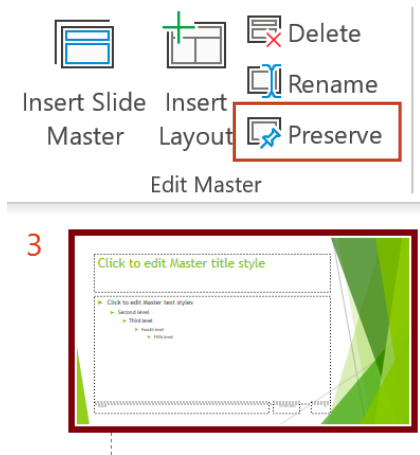 Delete
Rename
Insert Slide
Master
Insert
Layout
Preserve
Edit Master
3
Click to edit Master title style
Click to edit Master text styles
Second level
Third level
Fourth level
Fifth level